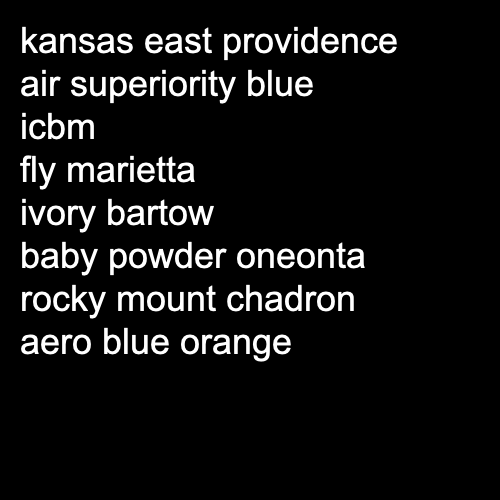 kansas east providence
air superiority blue
icbm
fly marietta
ivory bartow
baby powder oneonta
rocky mount chadron
aero blue orange